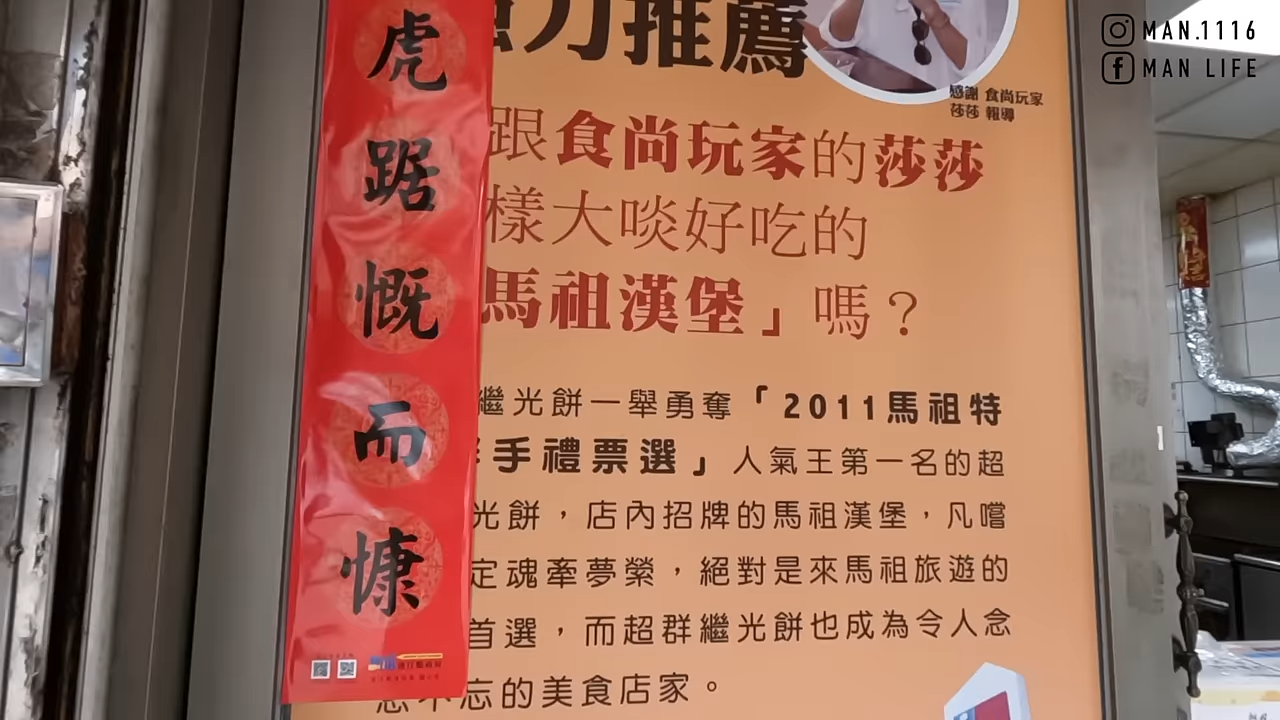 MAN.1116
MAN LIFE
虎踞慨而慷
力推薦
感謝 食尚玩家
莎莎 報導
跟食尚玩家的莎莎
樣大啖好吃的
馬祖漢堡」嗎？
繼光餅一舉勇奪「2011馬祖特
手禮票選」人氣王第一名的超
光餅，店內招牌的馬祖漢堡，凡嚐
定魂牽夢縈，絕對是來馬祖旅遊的
首選，而超群繼光餅也成為令人念
念不忘的美食店家。